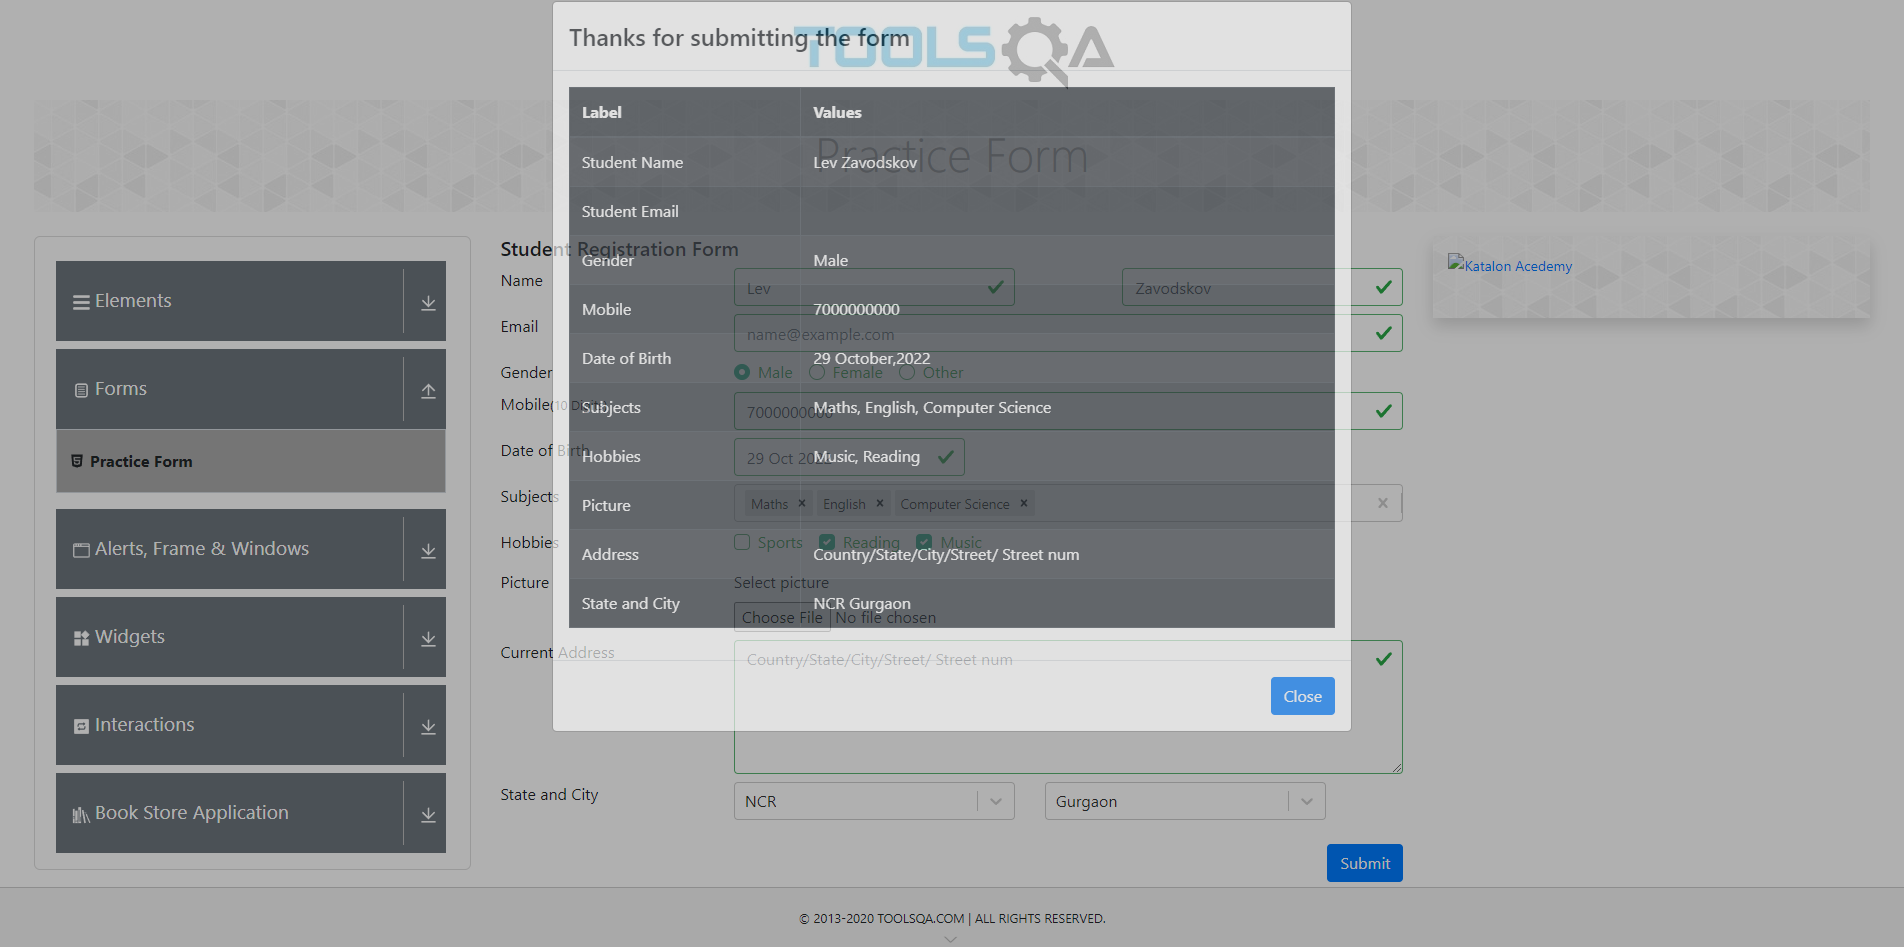 TOOLSQA
Thanks for submitting the form
Label Values
Practice Form
Student Name Lev Zavodskov
Student Email
Gender Male
Mobile 7000000000
Date of Birth 29 October,2022
Subjects Maths, English, Computer Science
Hobbies Music, Reading
Picture
Address Country/State/City/Street/ Street num
State and City NCR Gurgaon
Close
Elements
Forms
Practice Form
Alerts, Frame & Windows
Widgets
Interactions
Book Store Application
Student Registration Form
Name Lev Zavodskov
Email name@example.com
Gender Male Female Other
Mobile(10 Digits) 7000000000
Date of Birth 29 Oct 2022
Subjects Maths English Computer Science
Hobbies Sports Reading Music
Picture Select picture
Choose File No file chosen
Current Address Country/State/City/Street/ Street num
State and City NCR Gurgaon
Submit
Katalon Acedemy
© 2013-2020 TOOLSQA.COM | ALL RIGHTS RESERVED.